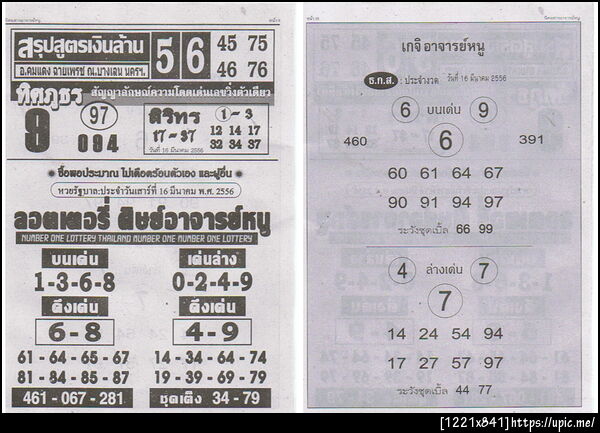 สรุปสูตรเงินล้าน
อ.คมแดง ฉายเพชร ณ.บางเลน นครฯ.
5 6
45 75
46 76
ทิศภูธร
สัญญาลักษณ์ความโดดเด่นเลขวิ่งตัวเดียว
8
97
094
ศิริทร
1-3
17-37
12 14 17
32 34 37
วันที่ 16 มีนาคม 2556
ซื้อพอประมาณ ไม่เดือดร้อนตัวเอง และผู้อื่น
หวยรัฐบาล:ประจำวันเสาร์ที่ 16 มีนาคม พ.ศ. 2556
ลอตเตอรี่ ศิษย์อาจารย์หนู
NUMBER ONE LOTTERY THAILAND NUMBER ONE NUMBER ONE LOTTERY
บนเด่น
1-3-6-8
ดึงเด่น
6-8
61-64-65-67
81-84-85-87
461-067-281
เด่นล่าง
0-2-4-9
ดึงเด่น
4-9
14-34-64-74
19-39-69-79
ชุดเต็ง 34-79
เกจิ อาจารย์หนู
ธ.ก.ส. : ประจำงวด วันที่ 16 มีนาคม 2556
6 บนเด่น 9
460 6 391
60 61 64 67
90 91 94 97
ระวังชุดเบิ้ล 66 99
4 ล่างเด่น 7
7
14 24 54 94
17 27 57 97
ระวังชุดเบิ้ล 44 77
[1221x841]https://upic.me/